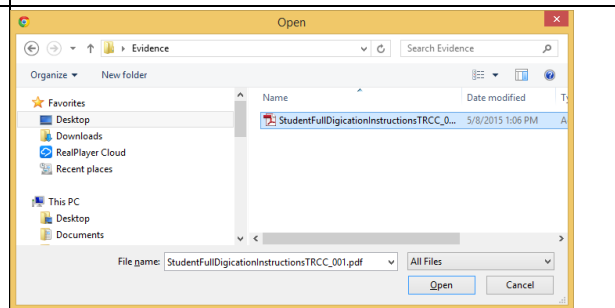 Open
Evidence
Search Evidence
Organize
New folder
Favorites
Desktop
Downloads
RealPlayer Cloud
Recent places
This PC
Desktop
Documents
Name
Date modified
Ty
StudentFullDigicationInstructionsTRCC_0...
5/8/2015 1:06 PM
A
File name:
StudentFullDigicationInstructionsTRCC_001.pdf
All Files
Open
Cancel